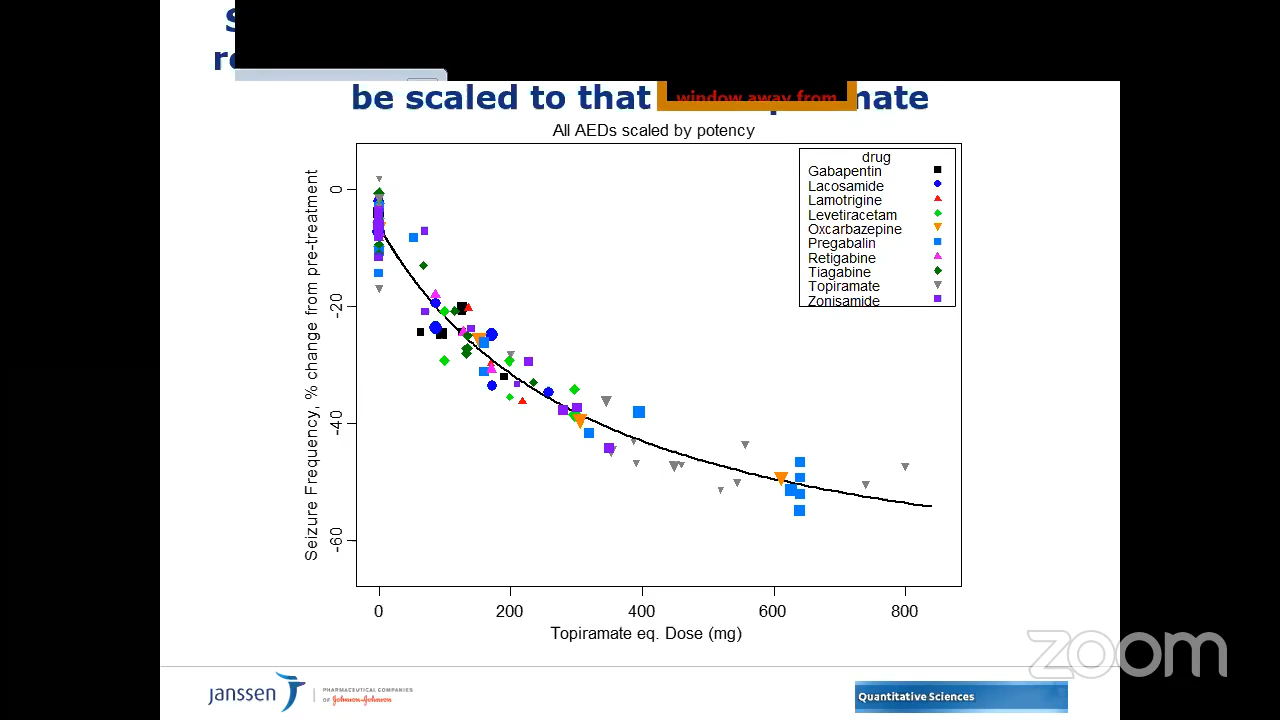 be scaled to that window away from mate
All AEDs scaled by potency
drug
Gabapentin
Lacosamide
Lamotrigine
Levetiracetam
Oxcarbazepine
Pregabalin
Retigabine
Tiagabine
Topiramate
Zonisamide
Seizure Frequency, % change from pre-treatment
0
-20
-40
-60
0 200 400 600 800
Topiramate eq. Dose (mg)
zoom
janssen
PHARMACEUTICAL COMPANIES
OF Johnson-Johnson
Quantitative Sciences